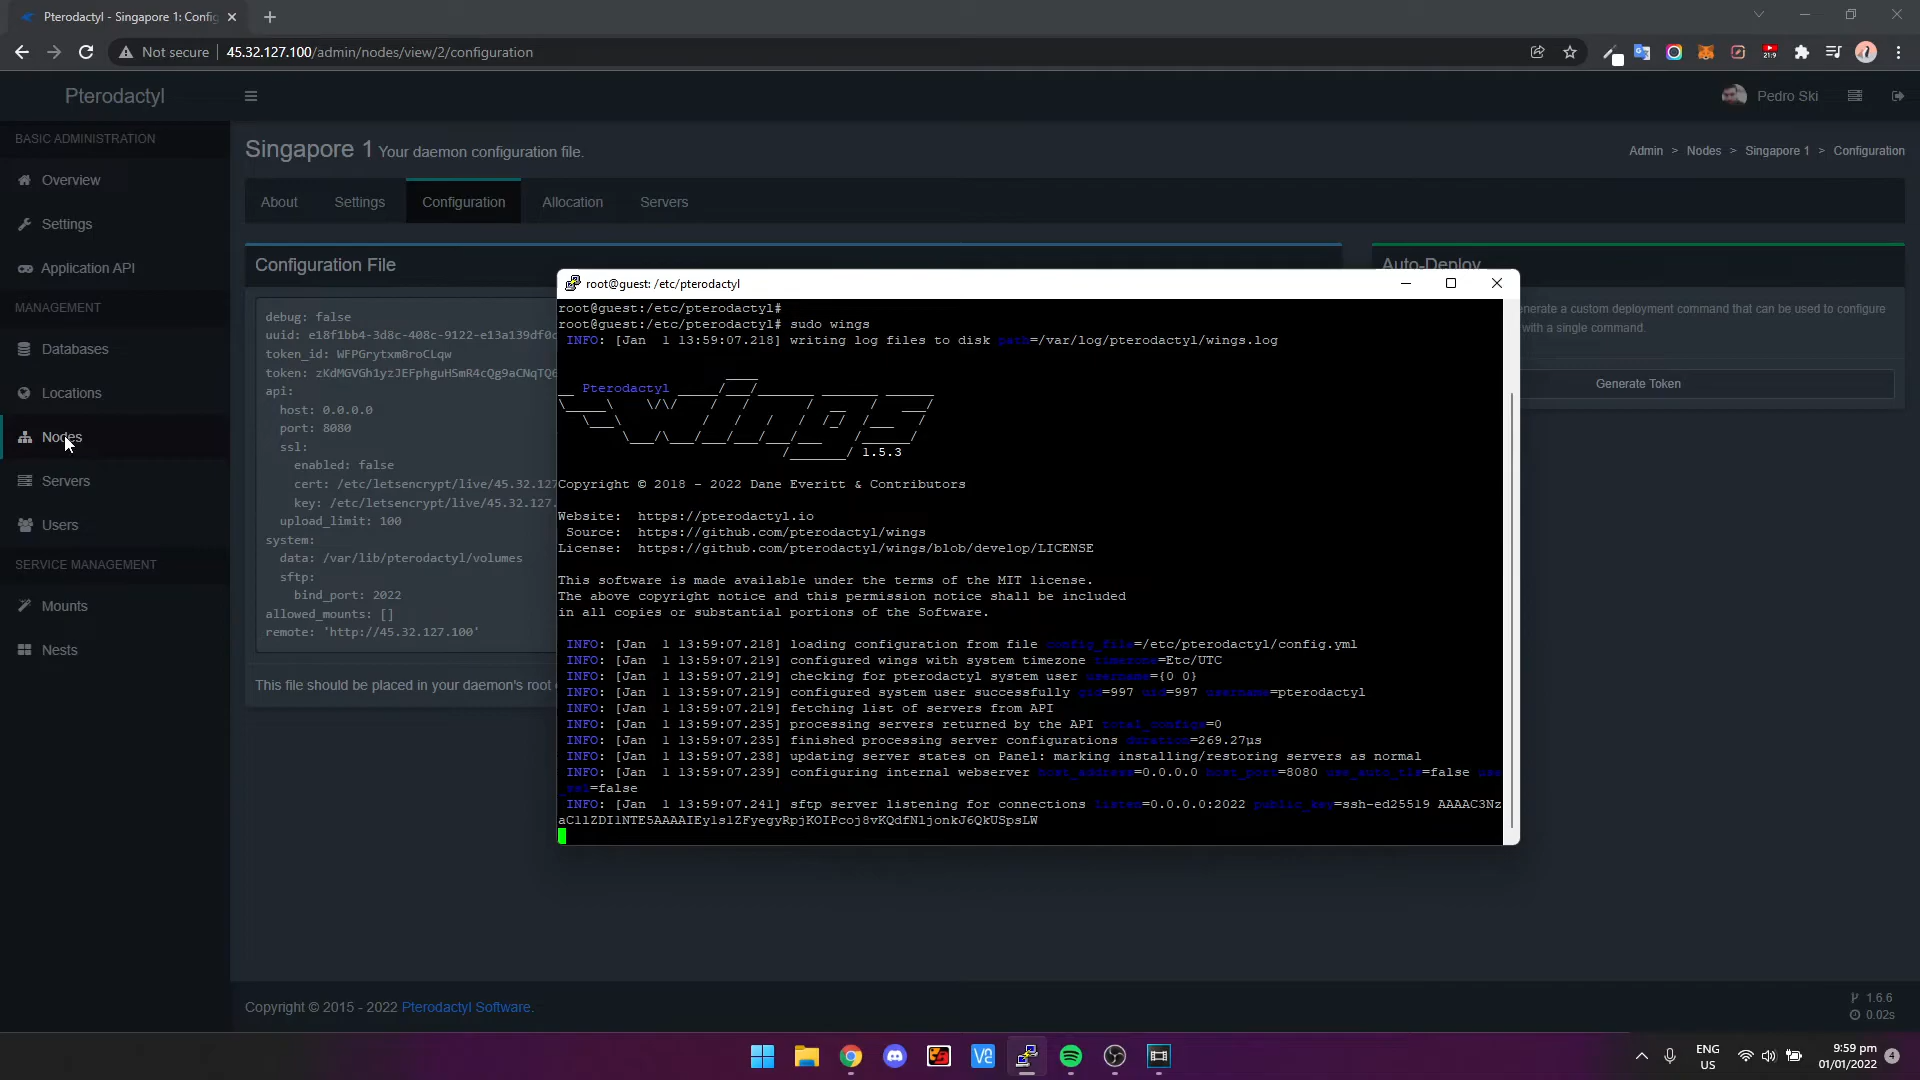 Pterodactyl - Singapore 1: Config
Not secure
45.32.127.100/admin/nodes/view/2/configuration
21:9
Pterodactyl
Pedro Ski
BASIC ADMINISTRATION
Overview
Settings
Application API
MANAGEMENT
Databases
Locations
Nodes
Servers
Users
SERVICE MANAGEMENT
Mounts
Nests
Singapore 1 Your daemon configuration file.
Admin > Nodes > Singapore 1 > Configuration
About
Settings
Configuration
Allocation
Servers
Configuration File
debug: false
uuid: e18f1bb4-3d8c-408c-9122-e13a139df0
token_id: WFPGrytxm8roCLqw
token: zKdMGVGh1yzJEFphguHSmR4cQg9aCNqTQ6
api:
host: 0.0.0.0
port: 8080
ssl:
enabled: false
cert: /etc/letsencrypt/live/45.32.127
key: /etc/letsencrypt/live/45.32.127.
upload_limit: 100
system:
data: /var/lib/pterodactyl/volumes
sftp:
bind_port: 2022
allowed_mounts: []
remote: 'http://45.32.127.100'
This file should be placed in your daemon's root
Auto-Deploy
enerate a custom deployment command that can be used to configure
with a single command.
Generate Token
root@guest: /etc/pterodactyl
root@guest:/etc/pterodactyl#
root@guest:/etc/pterodactyl# sudo wings
INFO: [Jan  1 13:59:07.218] writing log files to disk path=/var/log/pterodactyl/wings.log
Pterodactyl
wings
1.5.3
Copyright © 2018 - 2022 Dane Everitt & Contributors
Website:  https://pterodactyl.io
Source:  https://github.com/pterodactyl/wings
License:  https://github.com/pterodactyl/wings/blob/develop/LICENSE
This software is made available under the terms of the MIT license.
The above copyright notice and this permission notice shall be included
in all copies or substantial portions of the Software.
INFO: [Jan  1 13:59:07.218] loading configuration from file config_file=/etc/pterodactyl/config.yml
INFO: [Jan  1 13:59:07.219] configured wings with system timezone timezone=Etc/UTC
INFO: [Jan  1 13:59:07.219] checking for pterodactyl system user username={0 0}
INFO: [Jan  1 13:59:07.219] configured system user successfully gid=997 uid=997 username=pterodactyl
INFO: [Jan  1 13:59:07.219] fetching list of servers from API
INFO: [Jan  1 13:59:07.235] processing servers returned by the API total_configs=0
INFO: [Jan  1 13:59:07.235] finished processing server configurations duration=269.27µs
INFO: [Jan  1 13:59:07.238] updating server states on Panel: marking installing/restoring servers as normal
INFO: [Jan  1 13:59:07.239] configuring internal webserver host_address=0.0.0.0 host_port=8080 use_auto_tls=false use
_ssl=false
INFO: [Jan  1 13:59:07.241] sftp server listening for connections listen=0.0.0.0:2022 public_key=ssh-ed25519 AAAAC3Nz
Copyright © 2015 - 2022 Pterodactyl Software.
1.6.6
0.02s
ENG
US
9:59 pm
01/01/2022
4